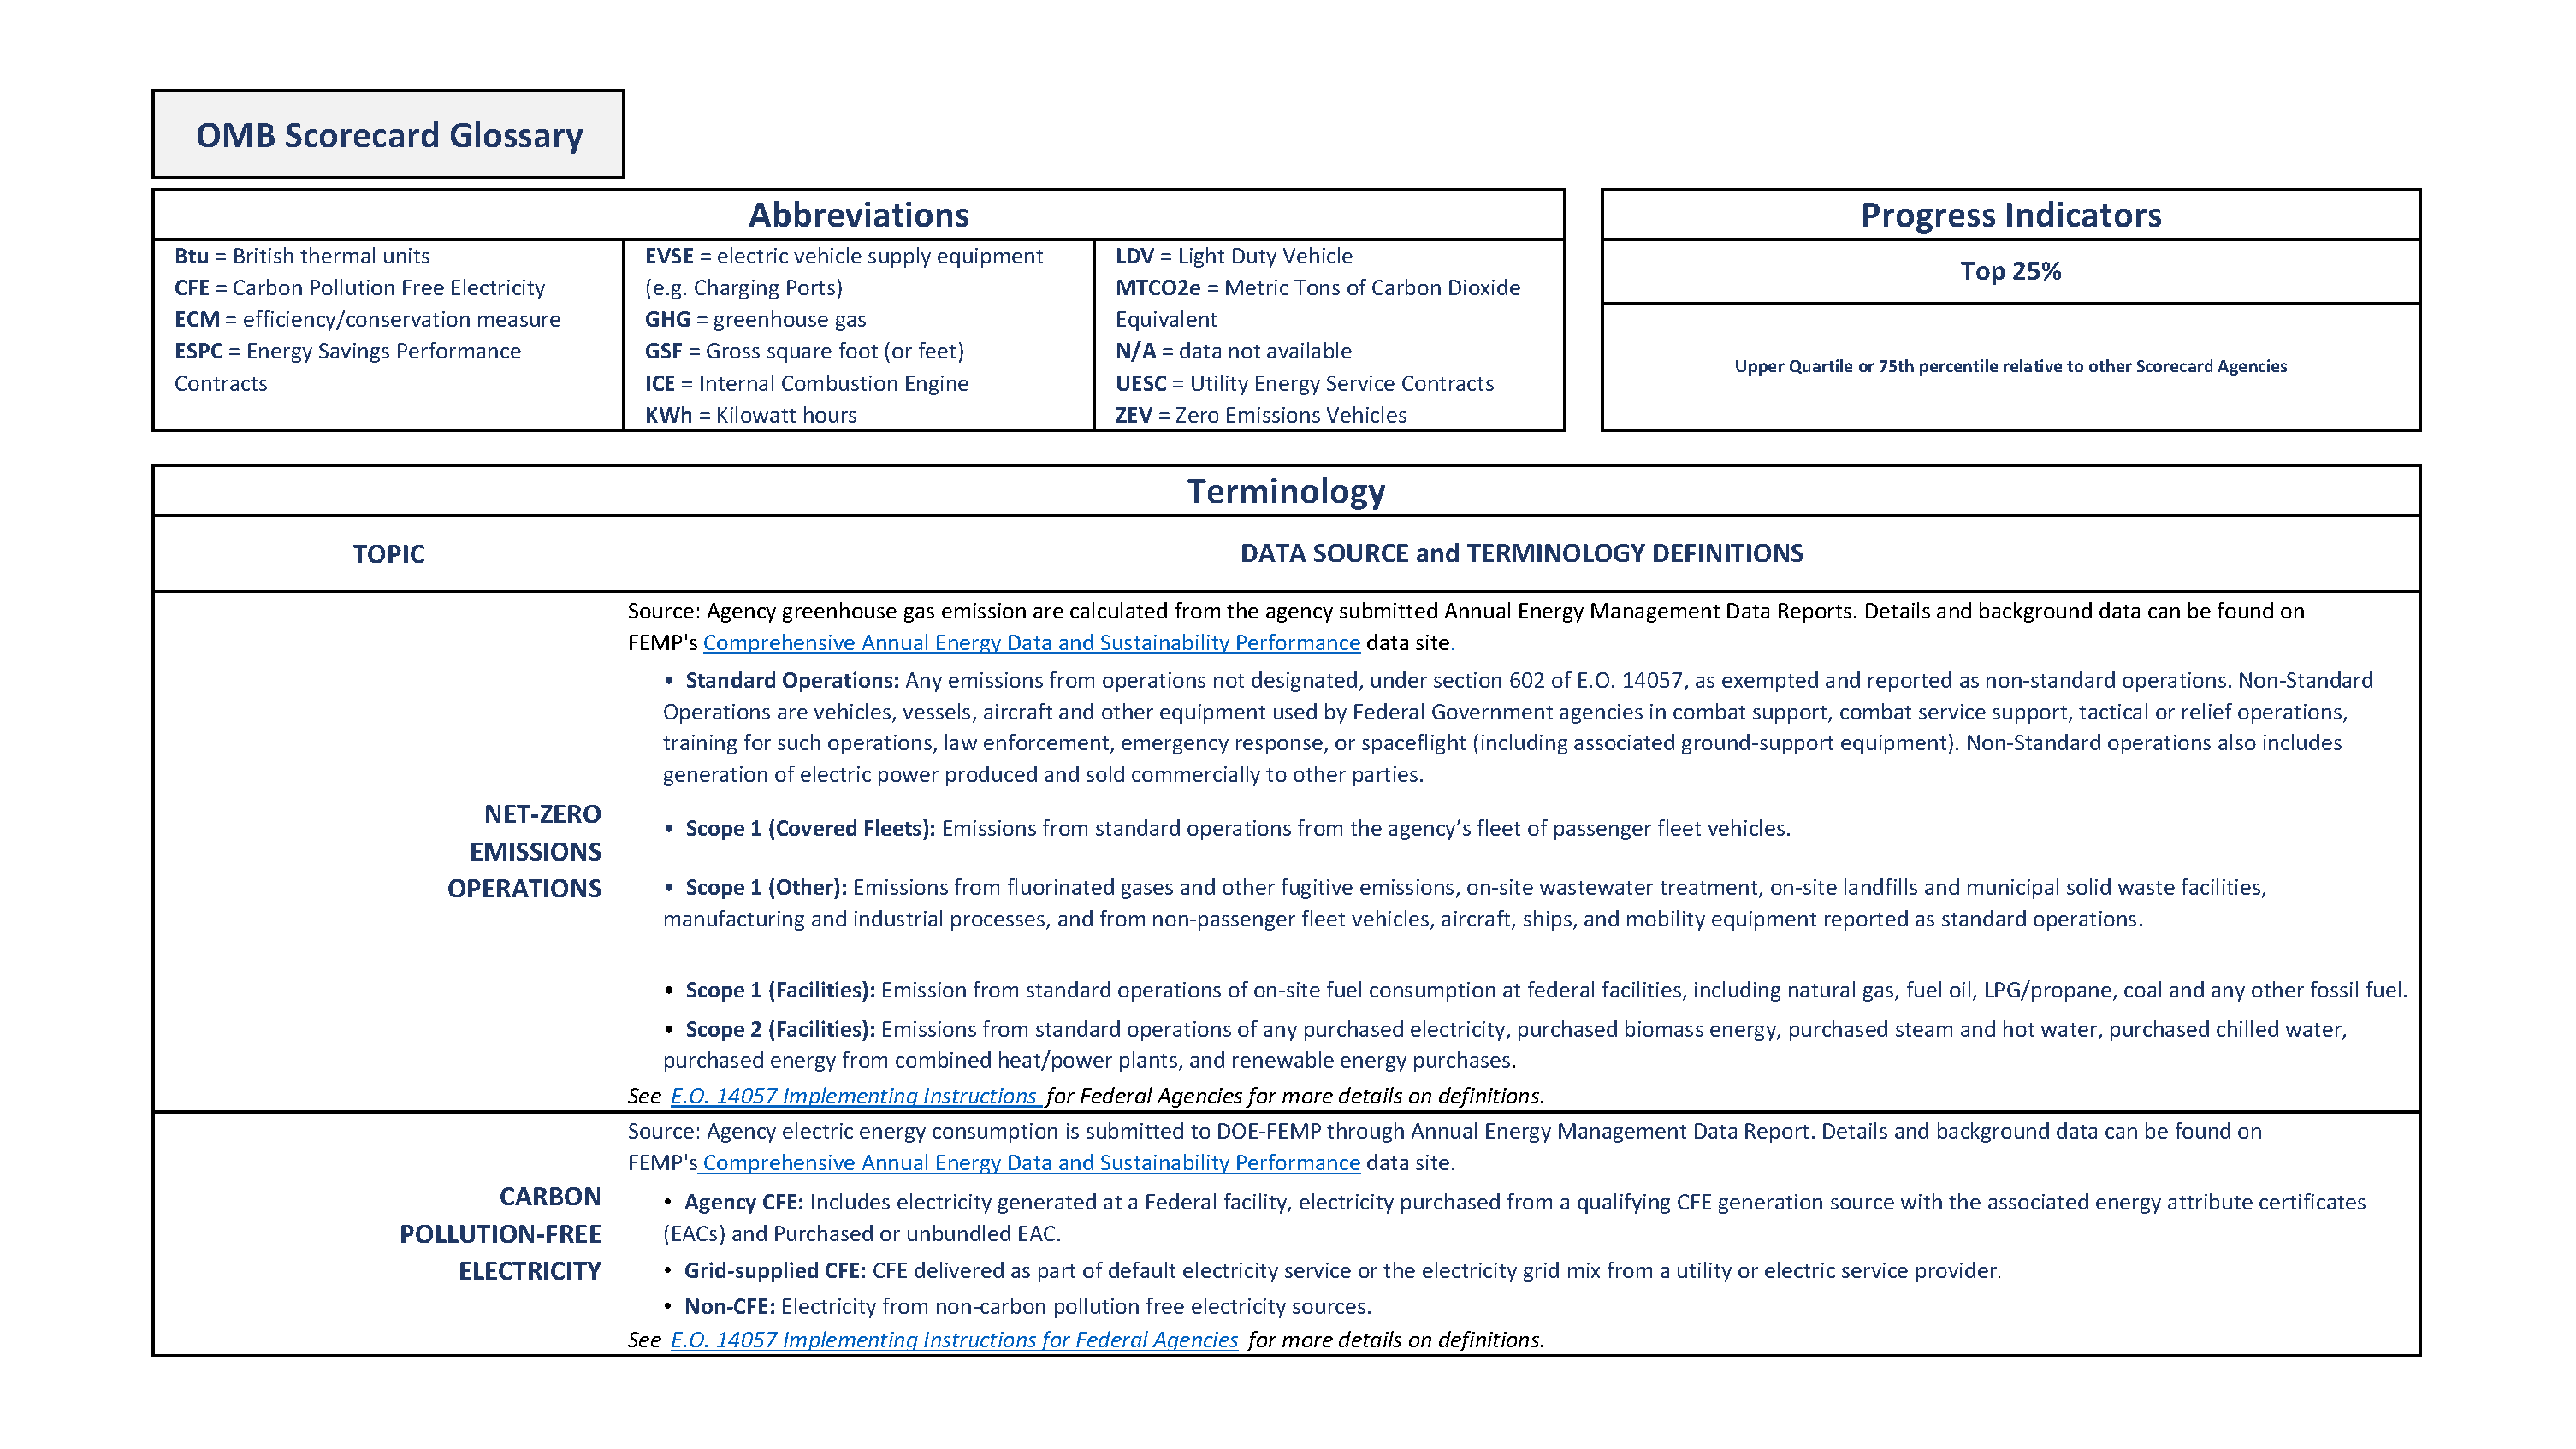 OMB Scorecard Glossary
Abbreviations
Btu = British thermal units
CFE = Carbon Pollution Free Electricity
ECM = efficiency/conservation measure
ESPC = Energy Savings Performance
Contracts
EVSE = electric vehicle supply equipment
(e.g. Charging Ports)
GHG = greenhouse gas
GSF = Gross square foot (or feet)
ICE = Internal Combustion Engine
KWh = Kilowatt hours
LDV = Light Duty Vehicle
MTCO2e = Metric Tons of Carbon Dioxide
Equivalent
N/A = data not available
UESC = Utility Energy Service Contracts
ZEV = Zero Emissions Vehicles
Progress Indicators
Top 25%
Upper Quartile or 75th percentile relative to other Scorecard Agencies
Terminology
TOPIC
DATA SOURCE and TERMINOLOGY DEFINITIONS
NET-ZERO
EMISSIONS
OPERATIONS
Source: Agency greenhouse gas emission are calculated from the agency submitted Annual Energy Management Data Reports. Details and background data can be found on
FEMP's Comprehensive Annual Energy Data and Sustainability Performance data site.
• Standard Operations: Any emissions from operations not designated, under section 602 of E.O. 14057, as exempted and reported as non-standard operations. Non-Standard
Operations are vehicles, vessels, aircraft and other equipment used by Federal Government agencies in combat support, combat service support, tactical or relief operations,
training for such operations, law enforcement, emergency response, or spaceflight (including associated ground-support equipment). Non-Standard operations also includes
generation of electric power produced and sold commercially to other parties.
• Scope 1 (Covered Fleets): Emissions from standard operations from the agency’s fleet of passenger fleet vehicles.
• Scope 1 (Other): Emissions from fluorinated gases and other fugitive emissions, on-site wastewater treatment, on-site landfills and municipal solid waste facilities,
manufacturing and industrial processes, and from non-passenger fleet vehicles, aircraft, ships, and mobility equipment reported as standard operations.
• Scope 1 (Facilities): Emission from standard operations of on-site fuel consumption at federal facilities, including natural gas, fuel oil, LPG/propane, coal and any other fossil fuel.
• Scope 2 (Facilities): Emissions from standard operations of any purchased electricity, purchased biomass energy, purchased steam and hot water, purchased chilled water,
purchased energy from combined heat/power plants, and renewable energy purchases.
See E.O. 14057 Implementing Instructions for Federal Agencies for more details on definitions.
CARBON
POLLUTION-FREE
ELECTRICITY
Source: Agency electric energy consumption is submitted to DOE-FEMP through Annual Energy Management Data Report. Details and background data can be found on
FEMP's Comprehensive Annual Energy Data and Sustainability Performance data site.
• Agency CFE: Includes electricity generated at a Federal facility, electricity purchased from a qualifying CFE generation source with the associated energy attribute certificates
(EACs) and Purchased or unbundled EAC.
• Grid-supplied CFE: CFE delivered as part of default electricity service or the electricity grid mix from a utility or electric service provider.
• Non-CFE: Electricity from non-carbon pollution free electricity sources.
See E.O. 14057 Implementing Instructions for Federal Agencies for more details on definitions.